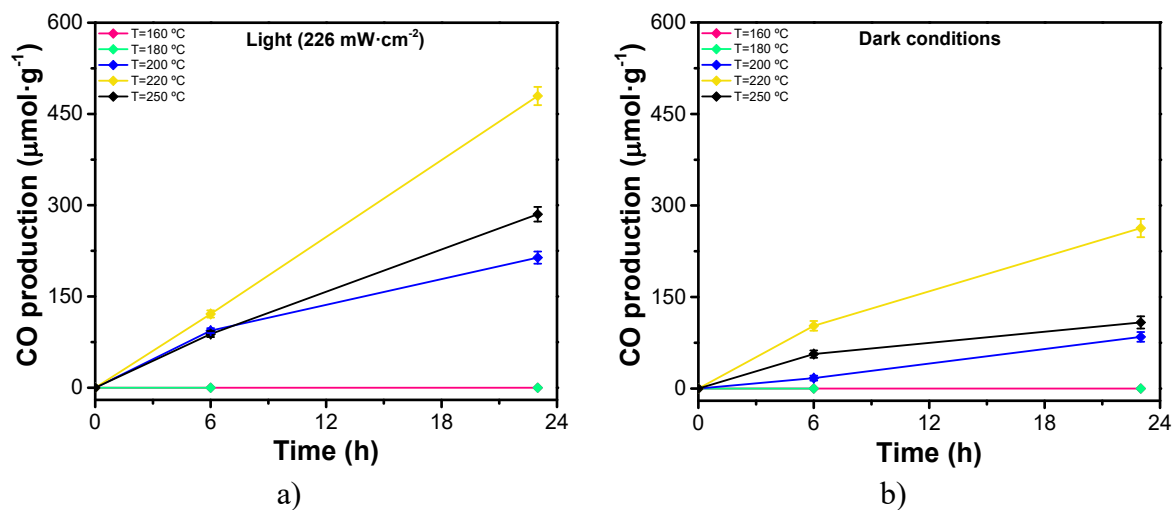 600
450
300
150
0
CO production (μmol·g⁻¹)
T=160 ºC
T=180 ºC
T=200 ºC
T=220 ºC
T=250 ºC
Light (226 mW·cm⁻²)
0 6 12 18 24
Time (h)
a)
600
450
300
150
0
CO production (μmol·g⁻¹)
T=160 ºC
T=180 ºC
T=200 ºC
T=220 ºC
T=250 ºC
Dark conditions
0 6 12 18 24
Time (h)
b)